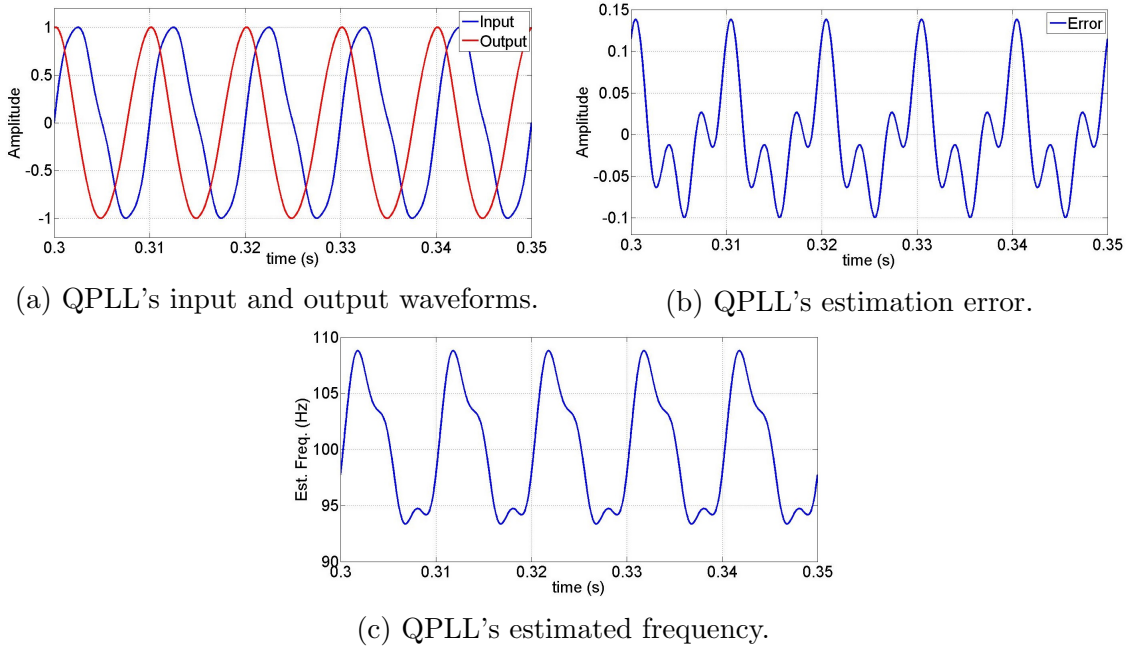 Input
Output
1
0.5
0
-0.5
-1
Amplitude
0.3
0.31
0.32
0.33
0.34
0.35
time (s)
(a) QPLL's input and output waveforms.
Error
0.15
0.1
0.05
0
-0.05
-0.1
Amplitude
0.3
0.31
0.32
0.33
0.34
0.35
time (s)
(b) QPLL's estimation error.
110
105
100
95
90
Est. Freq. (Hz)
0.3
0.31
0.32
0.33
0.34
0.35
time (s)
(c) QPLL's estimated frequency.